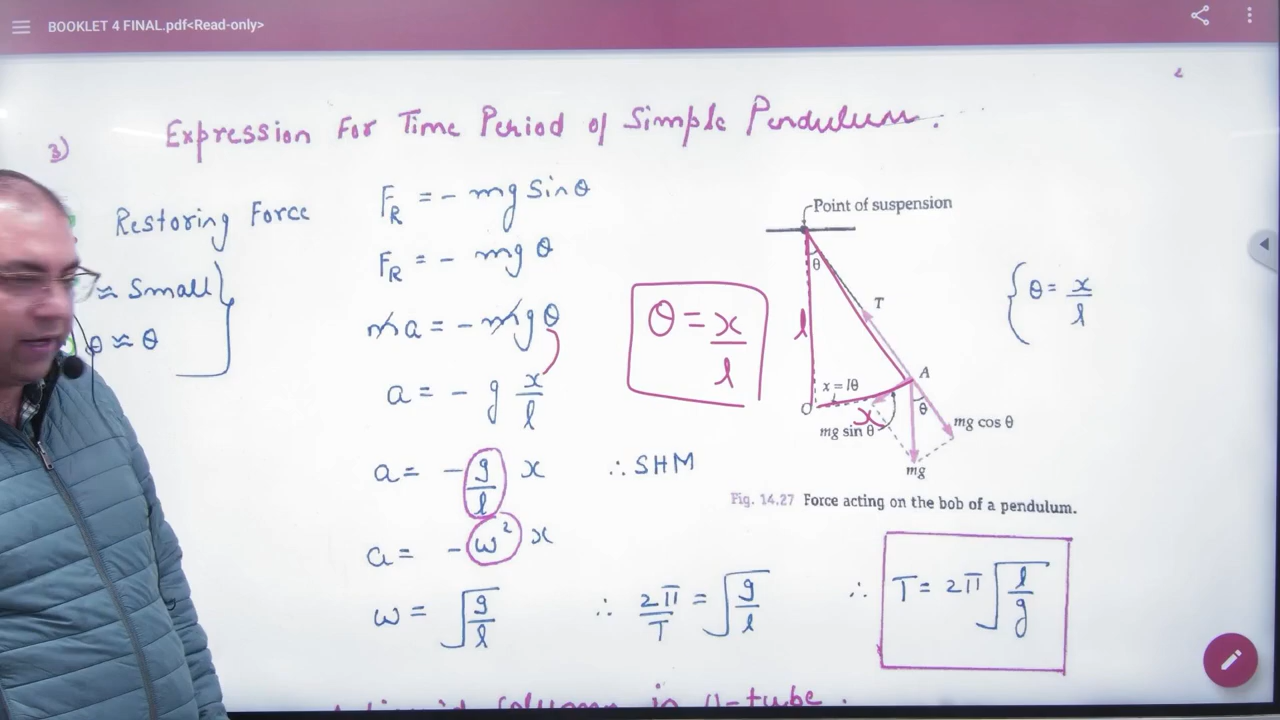 BOOKLET 4 FINAL.pdf<Read-only>
3) Expression For Time Period of Simple Pendulum.
Restoring Force
≈ Small
θ ≈ θ
F_R = - mg Sinθ
F_R = - mg θ
ma = - mgθ
a = - g x/l
a = - g/l x ∴ SHM
a = - ω² x
ω = √(g/l) ∴ 2π/T = √(g/l) ∴ T = 2π √(l/g)
θ = x/l
Point of suspension
θ
T
l
A
x = lθ
O
x
θ
mg sin θ
mg cos θ
mg
Fig. 14.27 Force acting on the bob of a pendulum.
θ = x/l
in U-tube.